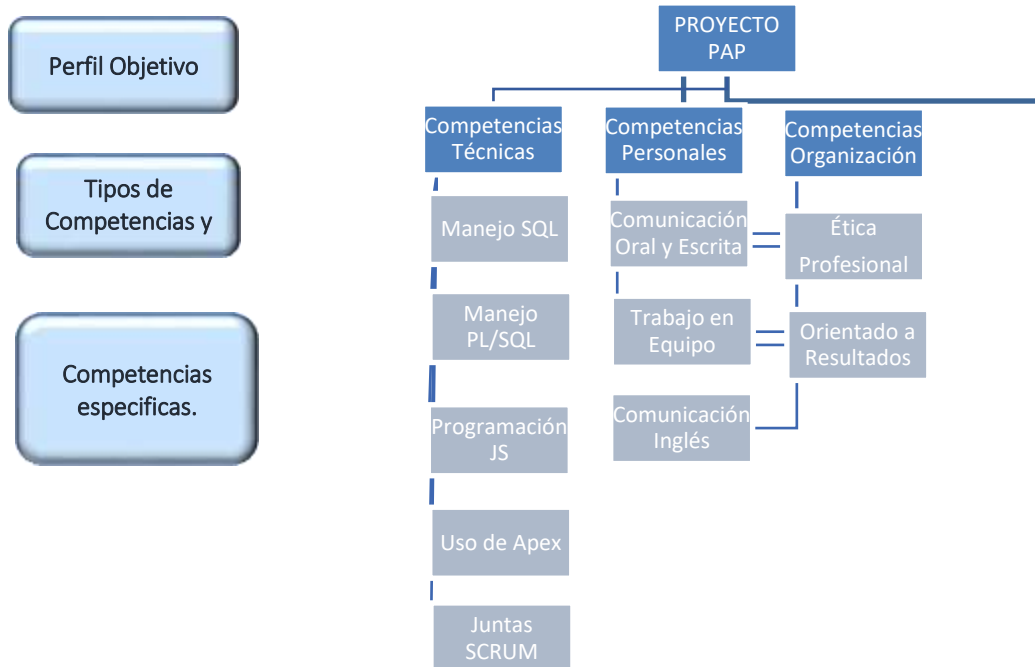 Perfil Objetivo
Tipos de
Competencias y
Competencias
especificas.
PROYECTO
PAP
Competencias
Técnicas
Manejo SQL
Manejo
PL/SQL
Programación
JS
Uso de Apex
Juntas
SCRUM
Competencias
Personales
Comunicación
Oral y Escrita
Trabajo en
Equipo
Comunicación
Inglés
Competencias
Organización
Ética
Profesional
Orientado a
Resultados